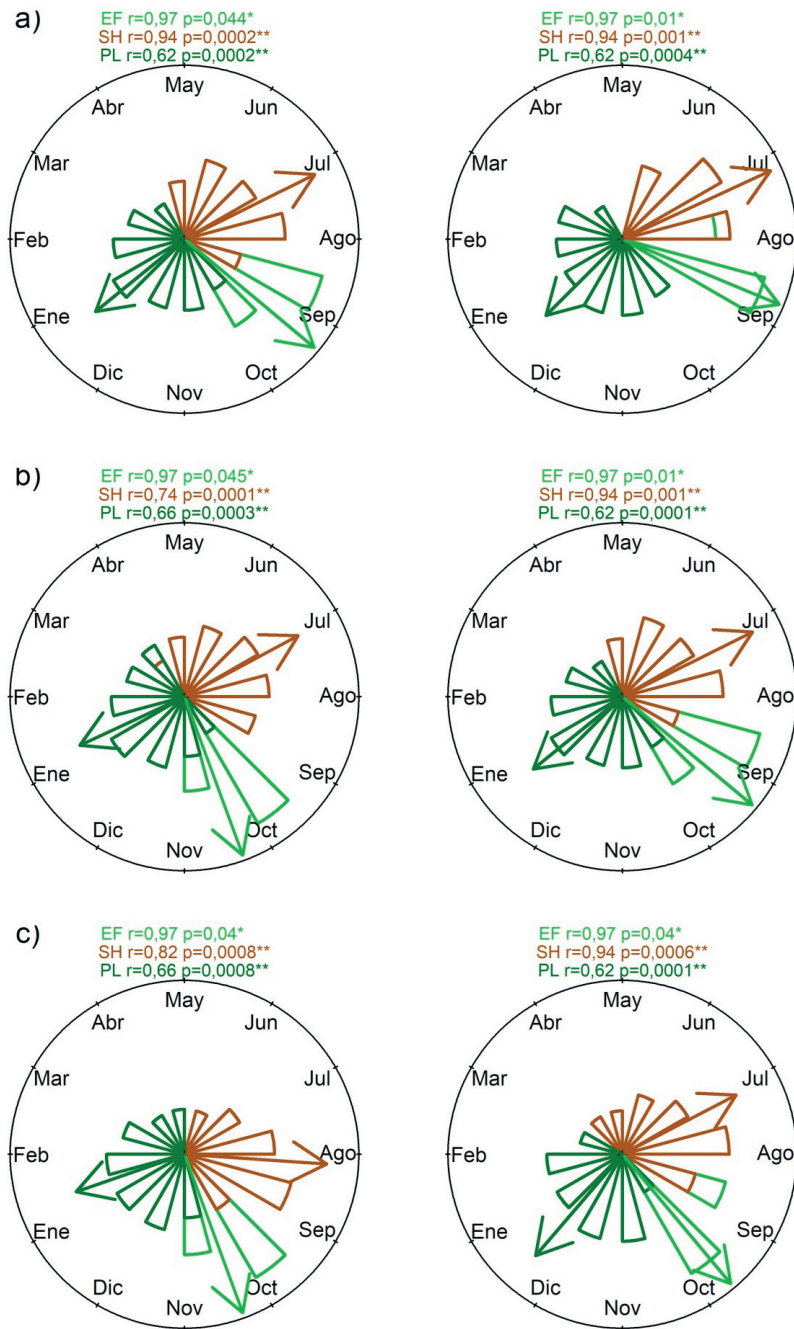 a)
EF r=0,97 p=0,044*
SH r=0,94 p=0,0002**
PL r=0,62 p=0,0002**
May
Abr
Jun
Mar
Jul
Feb
Ago
Ene
Sep
Dic
Oct
Nov
EF r=0,97 p=0,01*
SH r=0,94 p=0,001**
PL r=0,62 p=0,0004**
May
Abr
Jun
Mar
Jul
Feb
Ago
Ene
Sep
Dic
Oct
Nov
b)
EF r=0,97 p=0,045*
SH r=0,74 p=0,0001**
PL r=0,66 p=0,0003**
May
Abr
Jun
Mar
Jul
Feb
Ago
Ene
Sep
Dic
Oct
Nov
EF r=0,97 p=0,01*
SH r=0,94 p=0,001**
PL r=0,62 p=0,0001**
May
Abr
Jun
Mar
Jul
Feb
Ago
Ene
Sep
Dic
Oct
Nov
c)
EF r=0,97 p=0,04*
SH r=0,82 p=0,0008**
PL r=0,66 p=0,0008**
May
Abr
Jun
Mar
Jul
Feb
Ago
Ene
Sep
Dic
Oct
Nov
EF r=0,97 p=0,04*
SH r=0,94 p=0,0006**
PL r=0,62 p=0,0001**
May
Abr
Jun
Mar
Jul
Feb
Ago
Ene
Sep
Dic
Oct
Nov